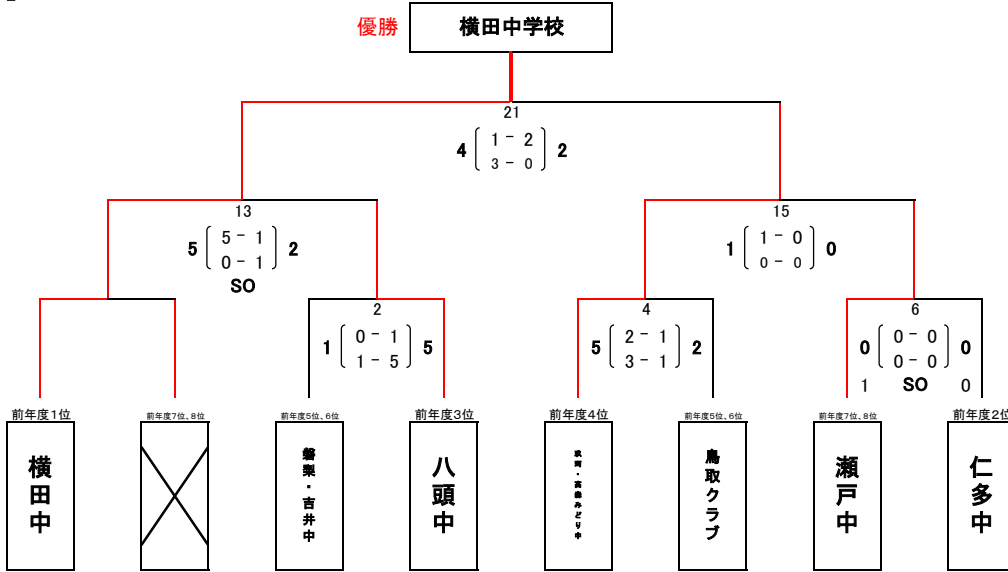 優勝
横田中学校
21
4 1 - 2 2
3 - 0
13
5 5 - 1 2
0 - 1
SO
15
1 1 - 0 0
0 - 0
2
1 0 - 1 5
1 - 5
4
5 2 - 1 2
3 - 1
6
0 0 - 0 0
0 - 0
1 SO 0
前年度1位
前年度7位、8位
前年度5位、6位
前年度3位
前年度4位
前年度5位、6位
前年度7位、8位
前年度2位
横田中
磐梨・吉井中
八頭中
鳥取クラブ
瀬戸中
仁多中